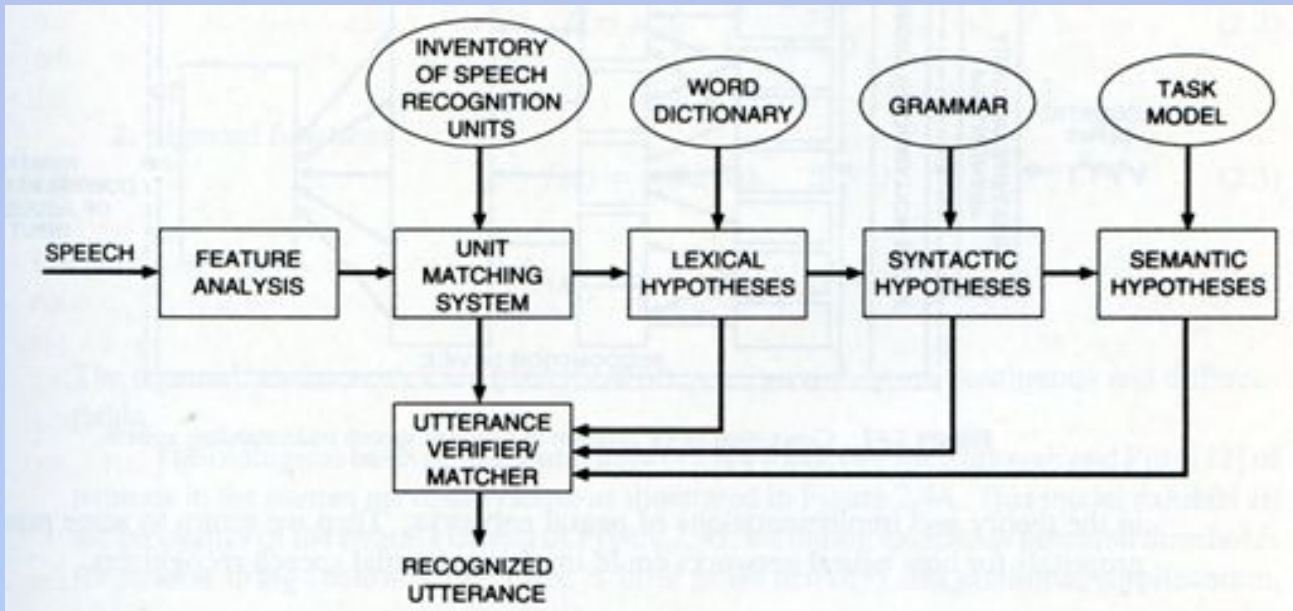 INVENTORY
OF SPEECH
RECOGNITION
UNITS
WORD
DICTIONARY
GRAMMAR
TASK
MODEL
SPEECH
FEATURE
ANALYSIS
UNIT
MATCHING
SYSTEM
LEXICAL
HYPOTHESES
SYNTACTIC
HYPOTHESES
SEMANTIC
HYPOTHESES
UTTERANCE
VERIFIER/
MATCHER
RECOGNIZED
UTTERANCE